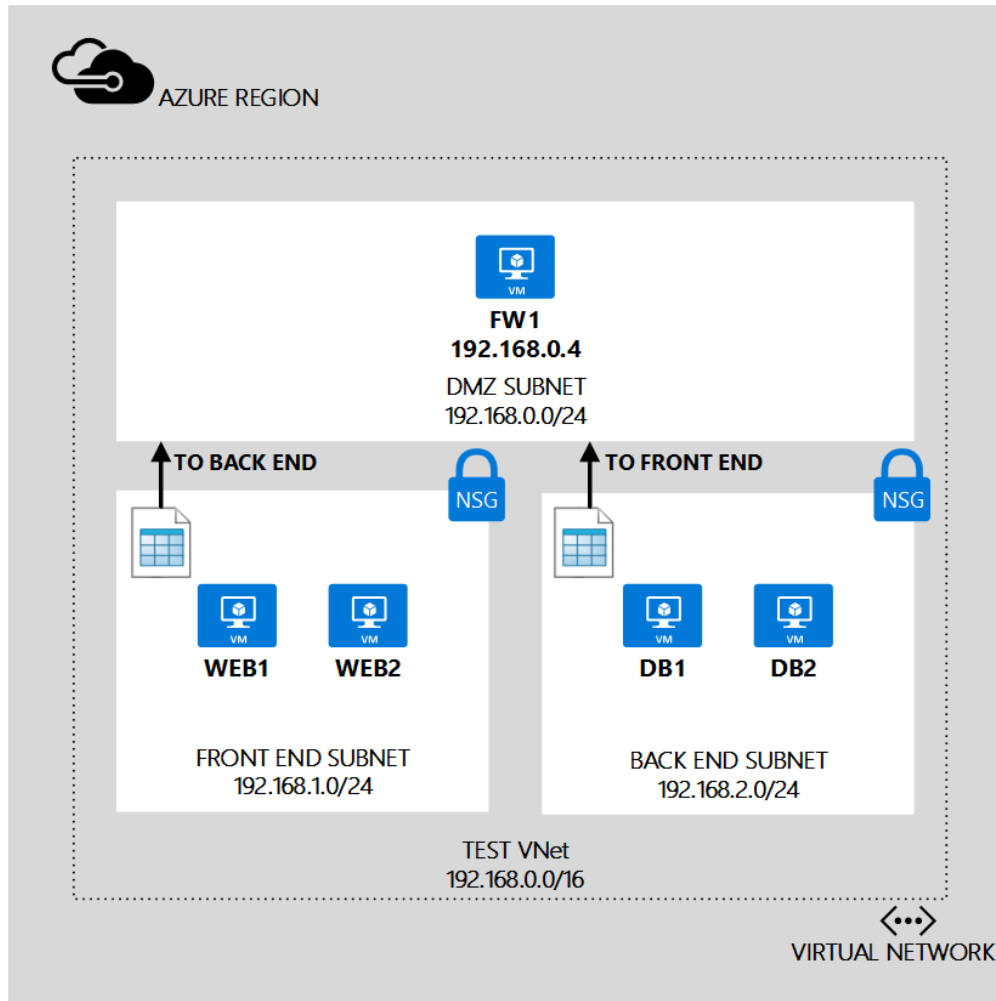 AZURE REGION
VM
FW1
192.168.0.4
DMZ SUBNET
192.168.0.0/24
TO BACK END
NSG
TO FRONT END
NSG
VM
WEB1
VM
WEB2
FRONT END SUBNET
192.168.1.0/24
VM
DB1
VM
DB2
BACK END SUBNET
192.168.2.0/24
TEST VNet
192.168.0.0/16
VIRTUAL NETWORK